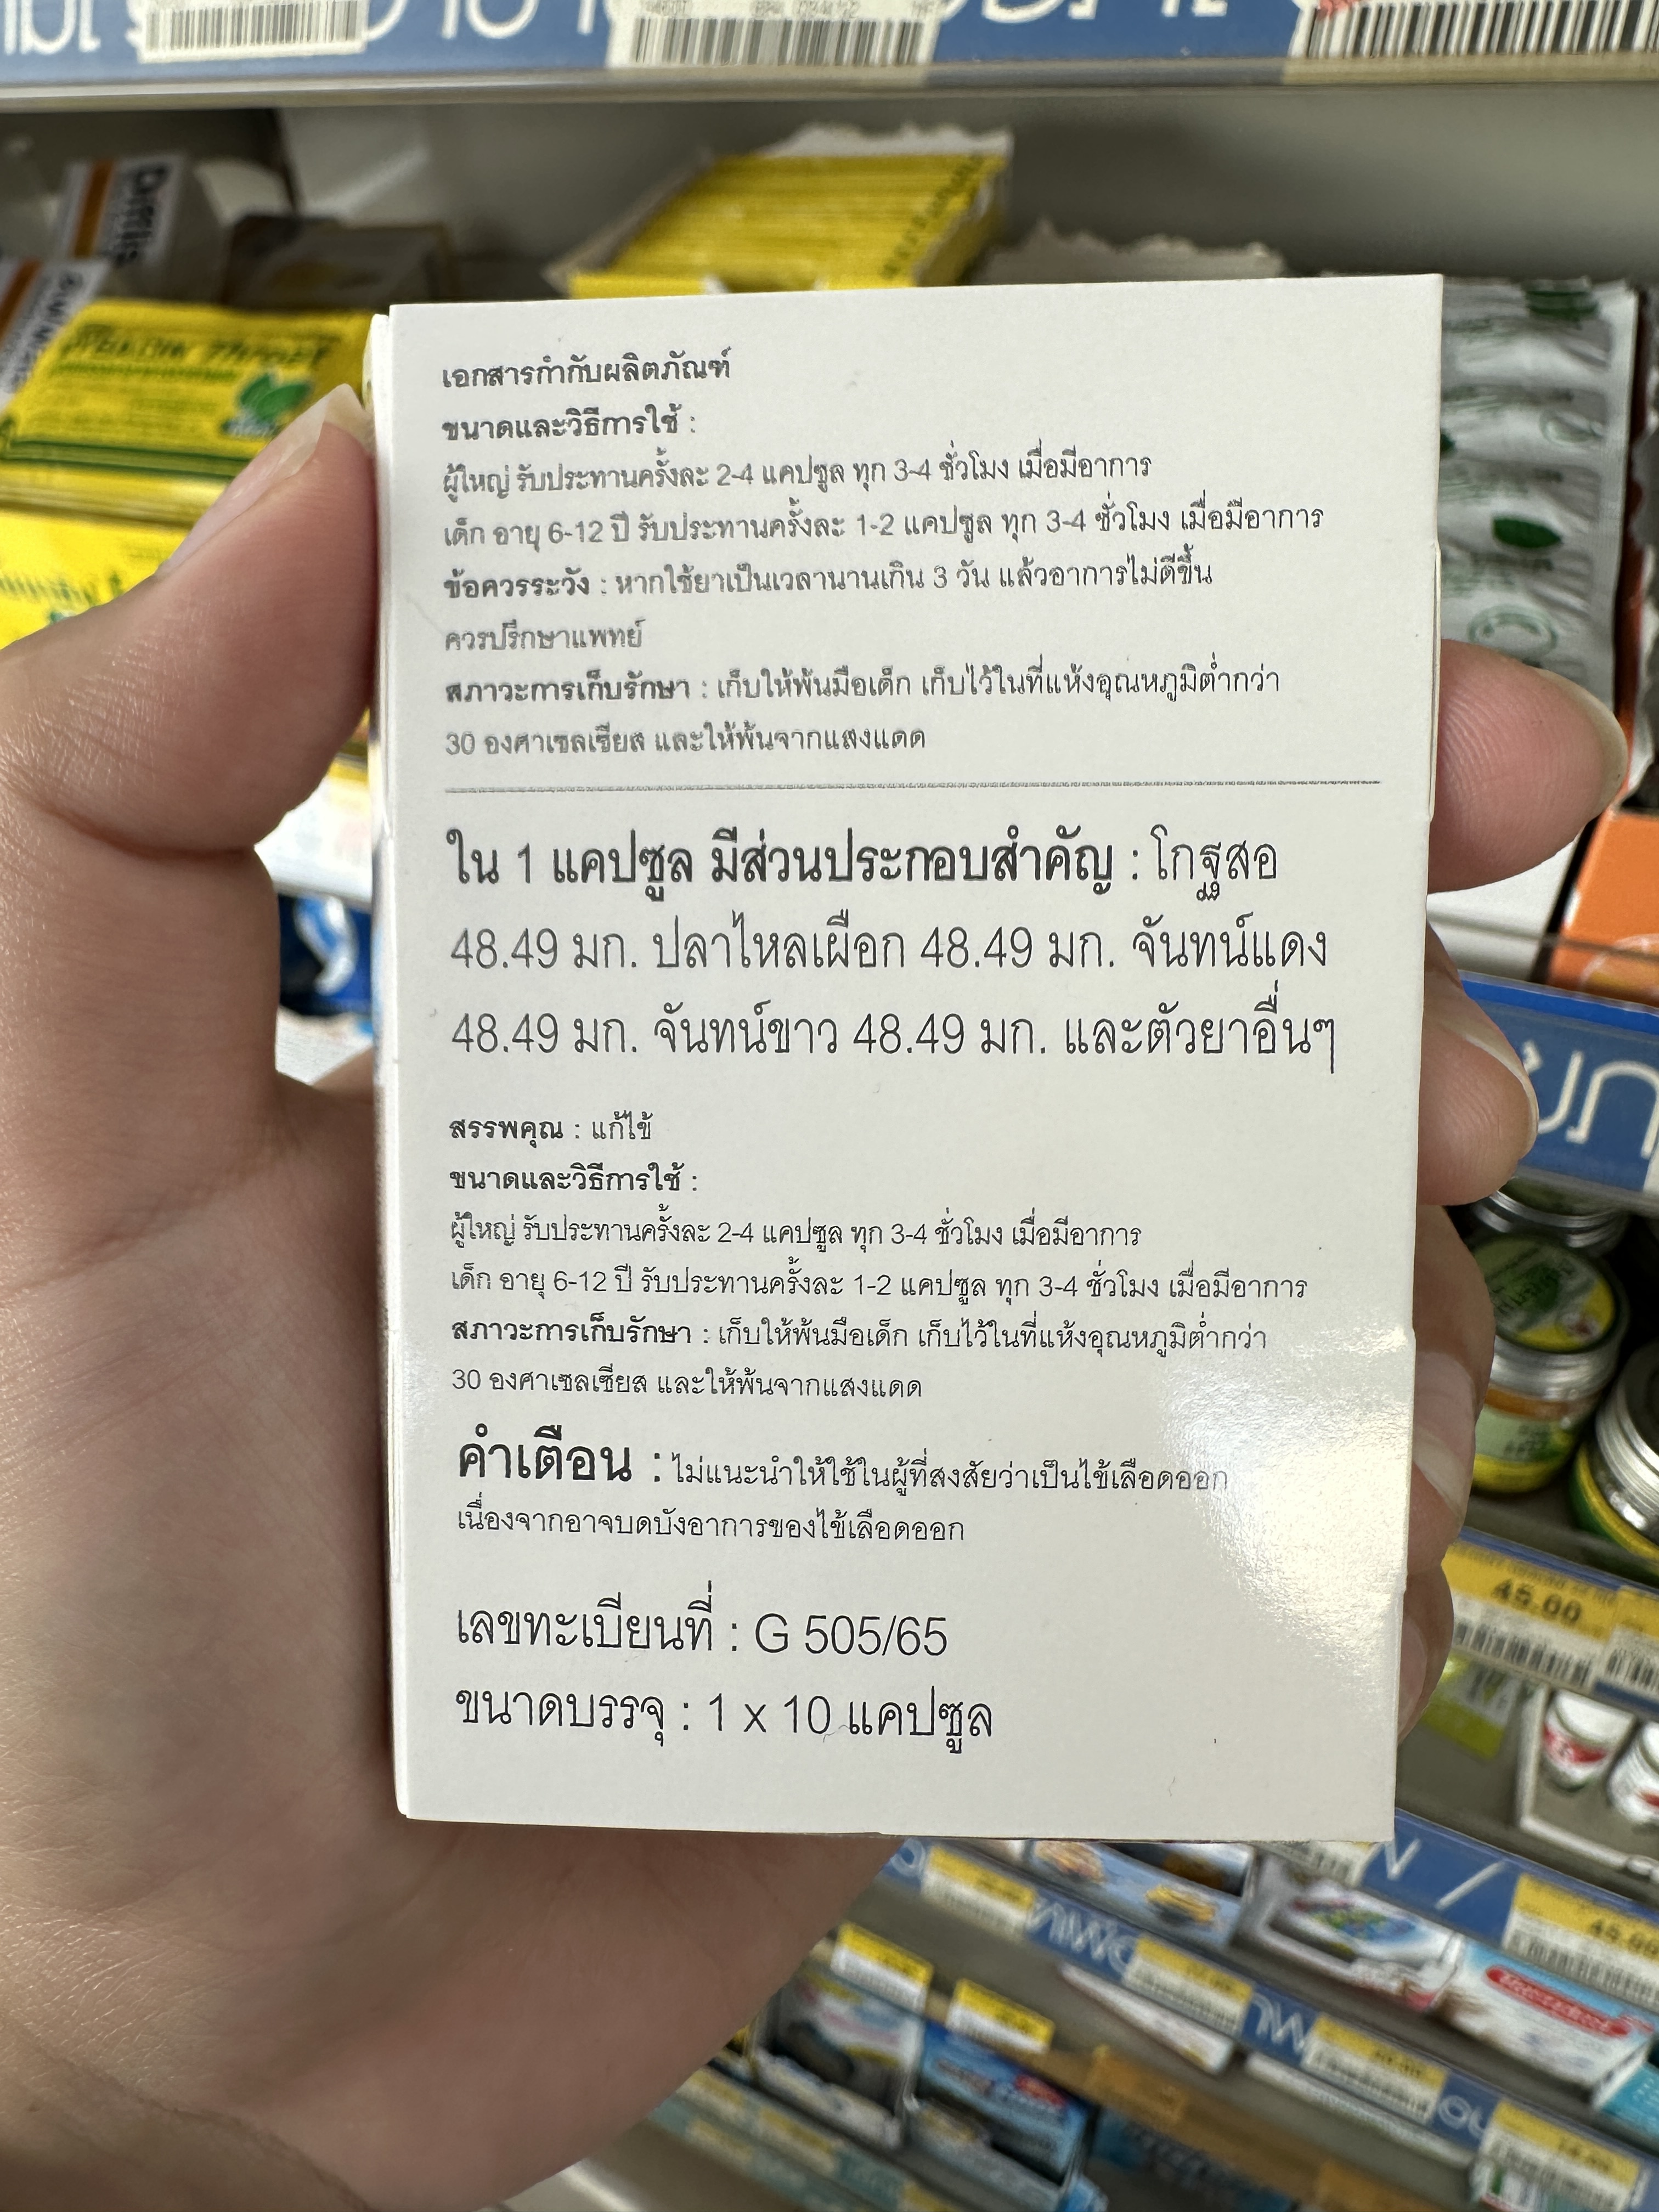 เอกสารกำกับผลิตภัณฑ์
ขนาดและวิธีการใช้ :
ผู้ใหญ่ รับประทานครั้งละ 2-4 แคปซูล ทุก 3-4 ชั่วโมง เมื่อมีอาการ
เด็ก อายุ 6-12 ปี รับประทานครั้งละ 1-2 แคปซูล ทุก 3-4 ชั่วโมง เมื่อมีอาการ
ข้อควรระวัง : หากใช้ยาเป็นเวลานานเกิน 3 วัน แล้วอาการไม่ดีขึ้น
ควรปรึกษาแพทย์
สภาวะการเก็บรักษา : เก็บให้พ้นมือเด็ก เก็บไว้ในที่แห้งอุณหภูมิต่ำกว่า
30 องศาเซลเซียส และให้พ้นจากแสงแดด
ใน 1 แคปซูล มีส่วนประกอบสำคัญ : โกฐสอ
48.49 มก. ปลาไหลเผือก 48.49 มก. จันทน์แดง
48.49 มก. จันทน์ขาว 48.49 มก. และตัวยาอื่นๆ
สรรพคุณ : แก้ไข้
ขนาดและวิธีการใช้ :
ผู้ใหญ่ รับประทานครั้งละ 2-4 แคปซูล ทุก 3-4 ชั่วโมง เมื่อมีอาการ
เด็ก อายุ 6-12 ปี รับประทานครั้งละ 1-2 แคปซูล ทุก 3-4 ชั่วโมง เมื่อมีอาการ
สภาวะการเก็บรักษา : เก็บให้พ้นมือเด็ก เก็บไว้ในที่แห้งอุณหภูมิต่ำกว่า
30 องศาเซลเซียส และให้พ้นจากแสงแดด
คำเตือน : ไม่แนะนำให้ใช้ในผู้ที่สงสัยว่าเป็นไข้เลือดออก
เนื่องจากอาจบดบังอาการของไข้เลือดออก
เลขทะเบียนที่ : G 505/65
ขนาดบรรจุ : 1 x 10 แคปซูล
45.00